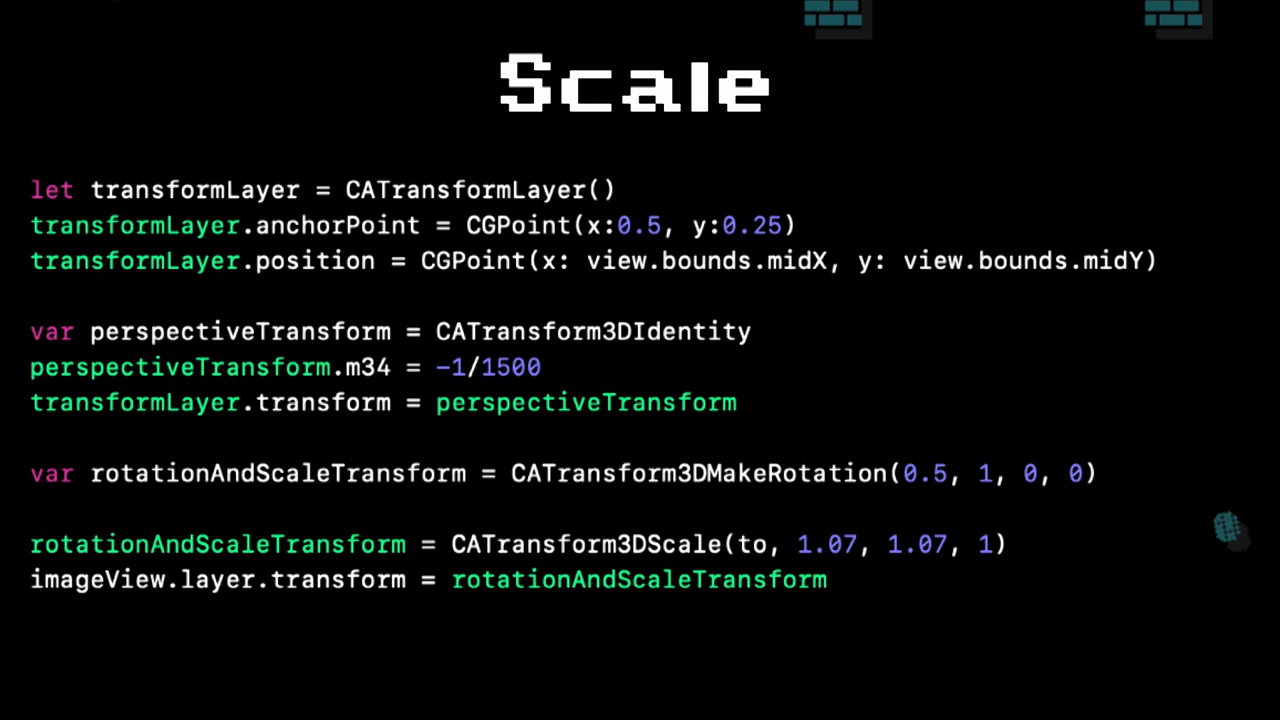 Scale
let transformLayer = CATransformLayer()
transformLayer.anchorPoint = CGPoint(x:0.5, y:0.25)
transformLayer.position = CGPoint(x: view.bounds.midX, y: view.bounds.midY)
var perspectiveTransform = CATransform3DIdentity
perspectiveTransform.m34 = -1/1500
transformLayer.transform = perspectiveTransform
var rotationAndScaleTransform = CATransform3DMakeRotation(0.5, 1, 0, 0)
rotationAndScaleTransform = CATransform3DScale(to, 1.07, 1.07, 1)
imageView.layer.transform = rotationAndScaleTransform